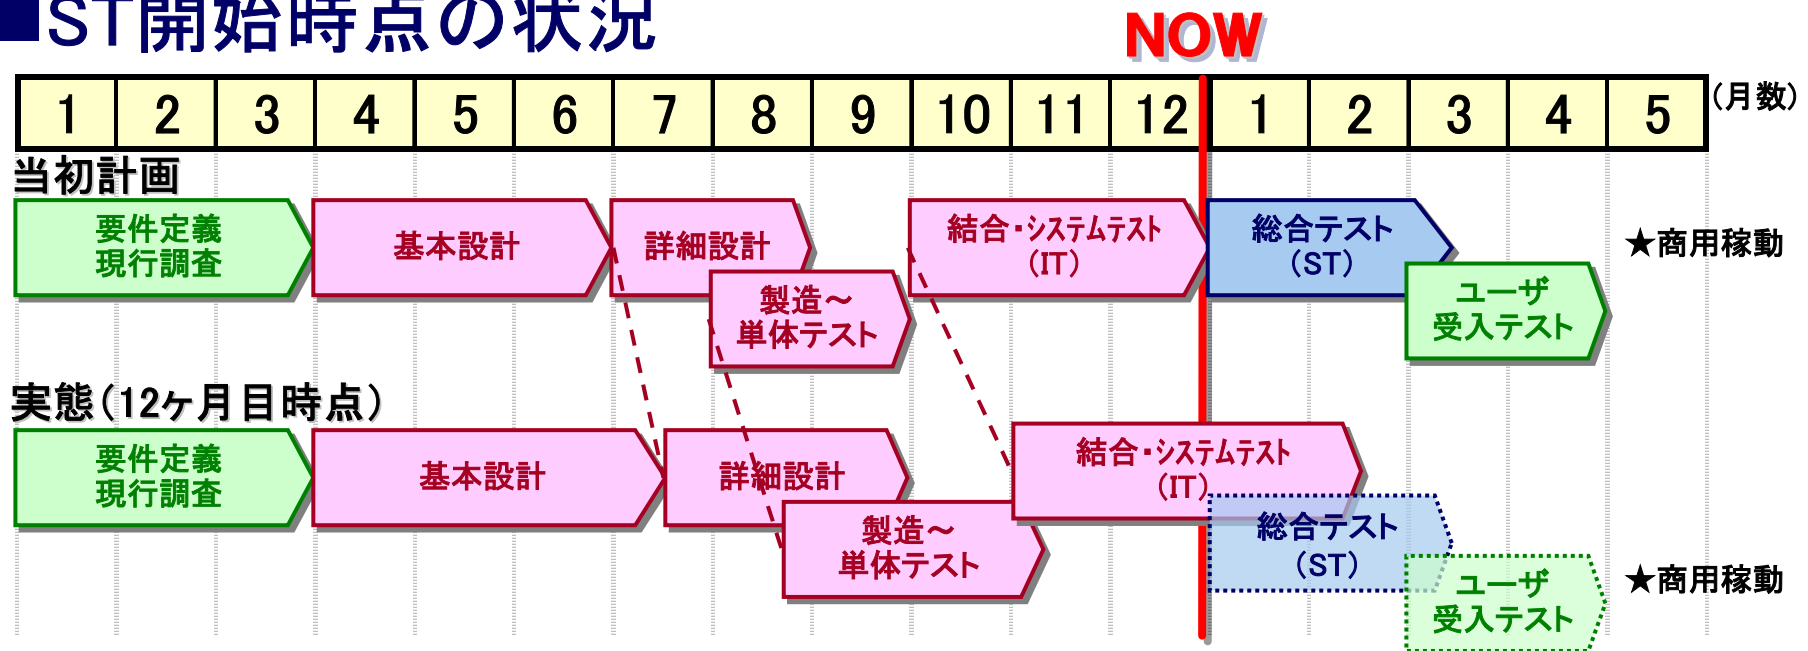 ■ST開始時点の状況
NOW
1 2 3 4 5 6 7 8 9 10 11 12 1 2 3 4 5 (月数)
当初計画
要件定義
現行調査
基本設計
詳細設計
製造～
単体テスト
結合・システムテスト
(IT)
総合テスト
(ST)
ユーザ
受入テスト
★商用稼動
実態(12ヶ月目時点)
要件定義
現行調査
基本設計
詳細設計
製造～
単体テスト
結合・システムテスト
(IT)
総合テスト
(ST)
ユーザ
受入テスト
★商用稼動